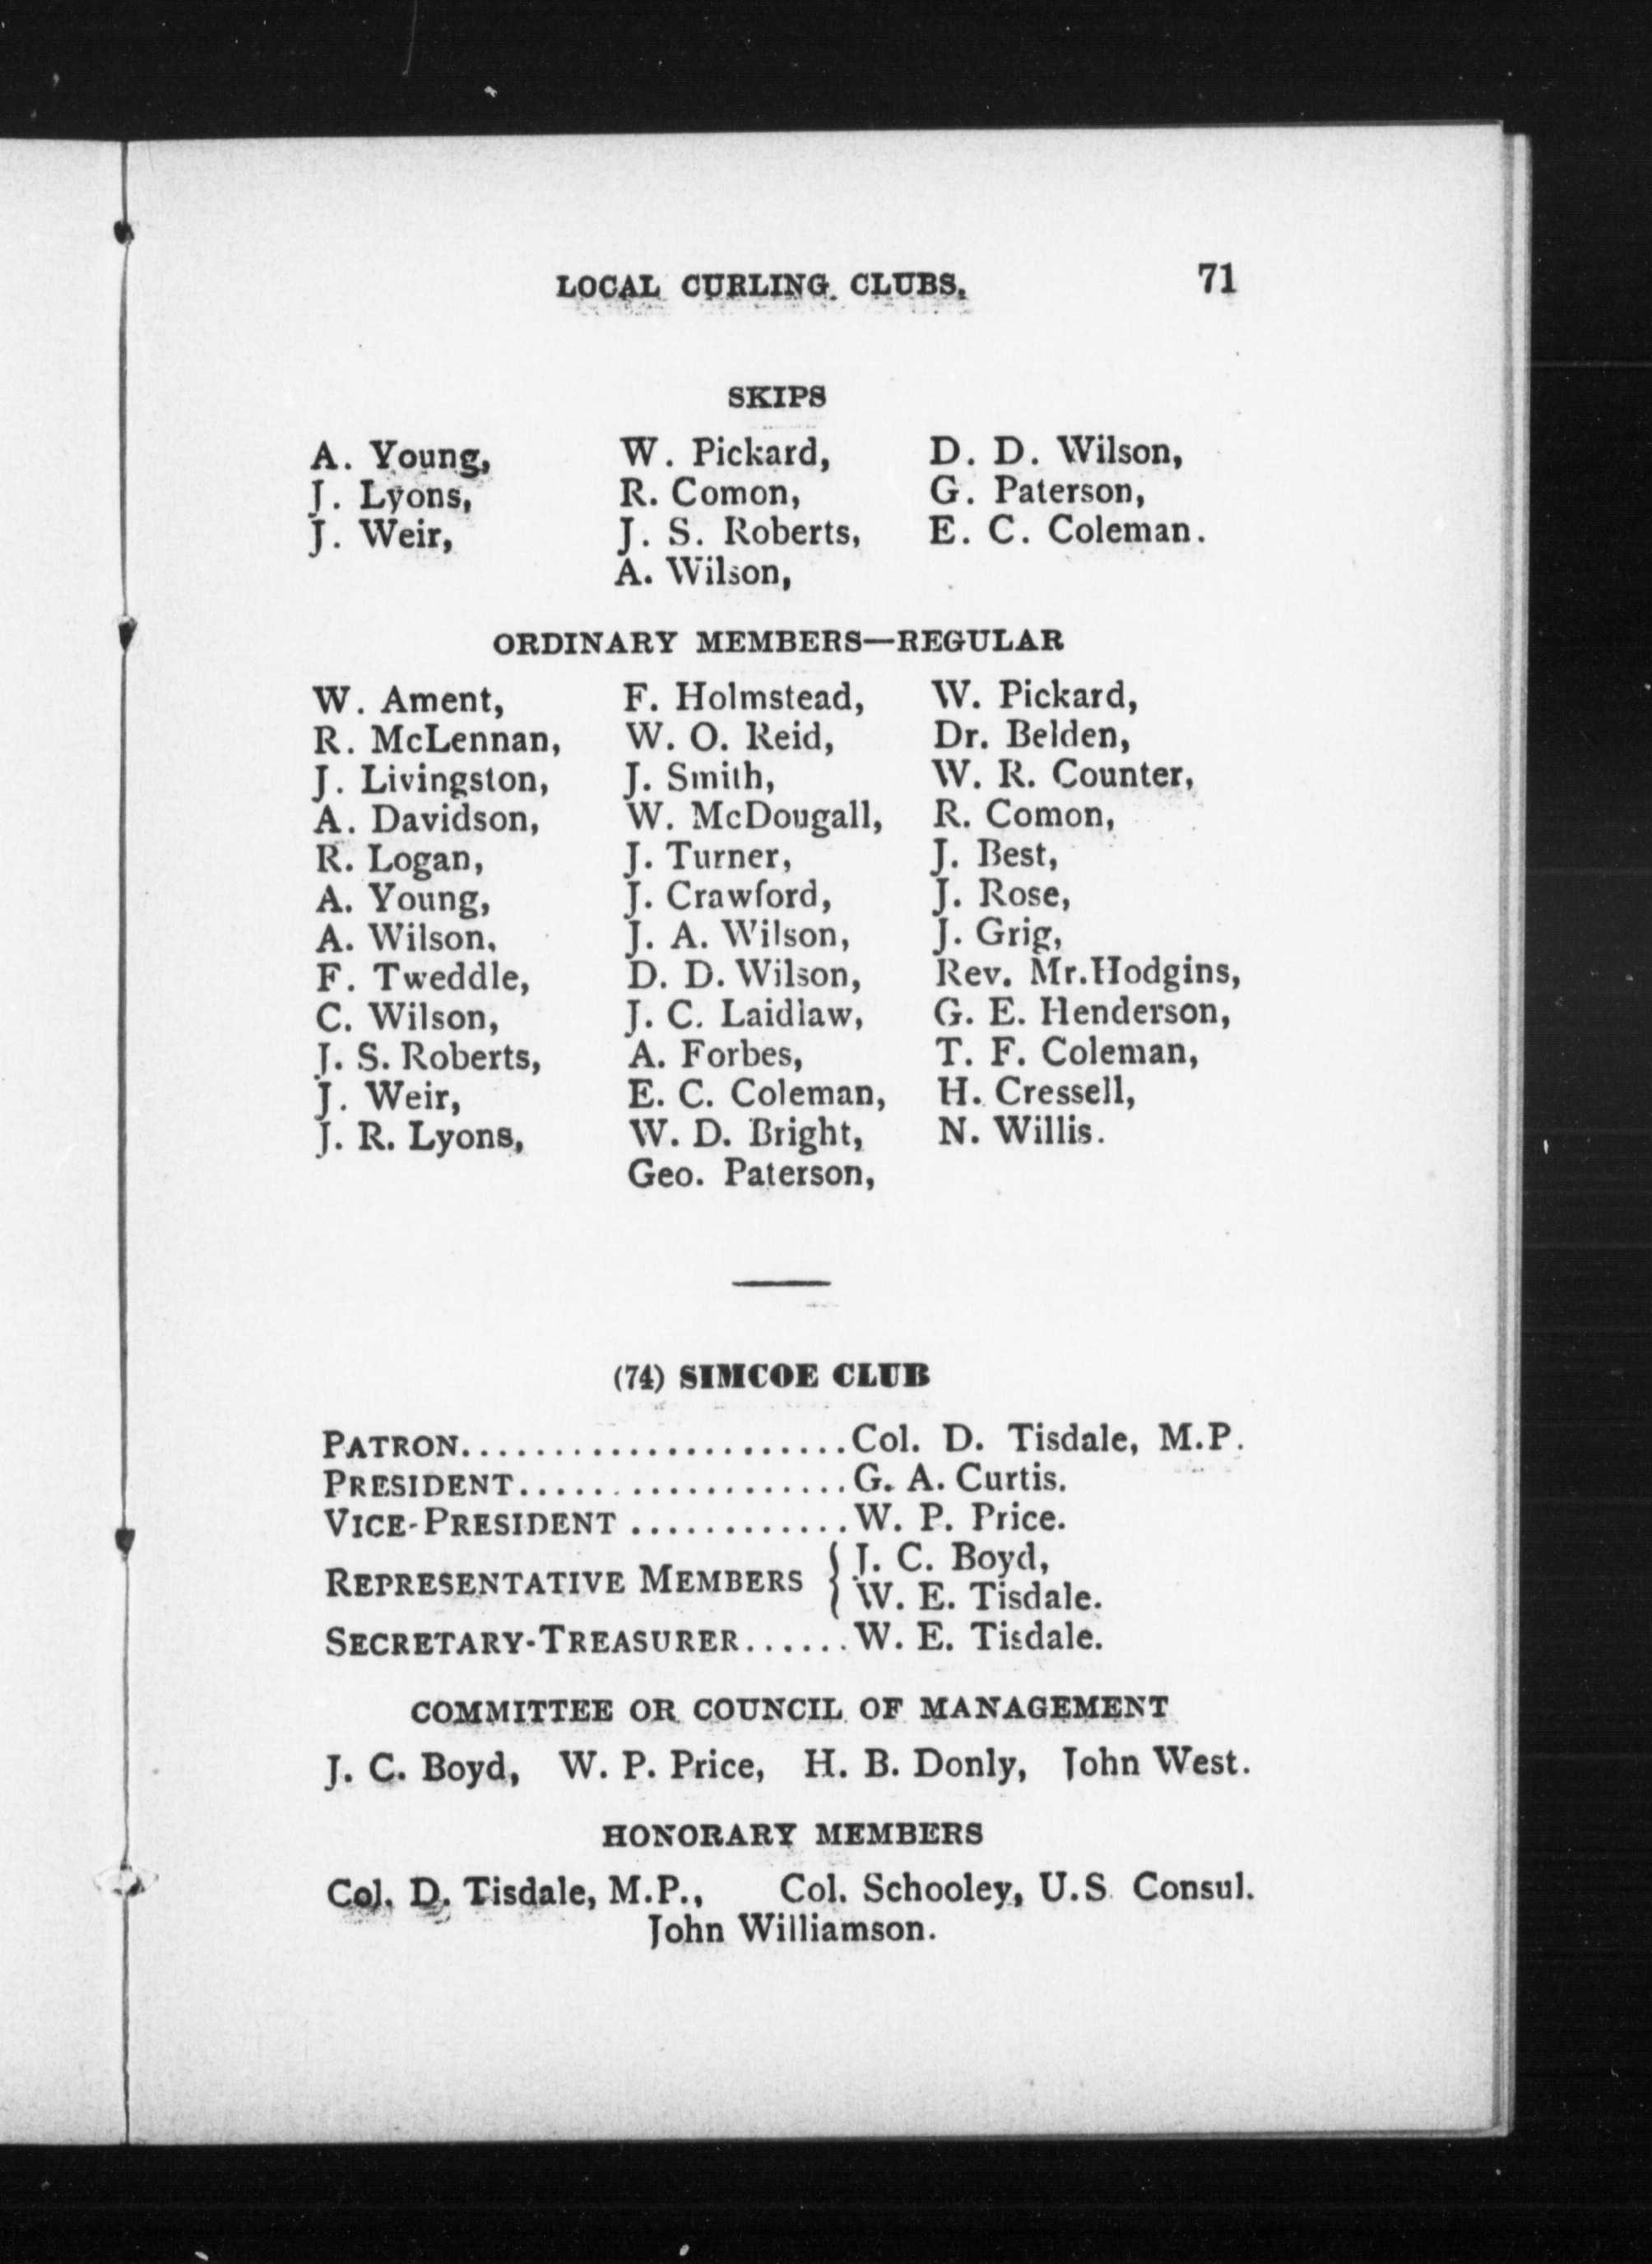 LOCAL CURLING CLUBS. 71
SKIPS
A. Young, W. Pickard, D. D. Wilson,
J. Lyons, R. Comon, G. Paterson,
J. Weir, J. S. Roberts, E. C. Coleman.
A. Wilson,
ORDINARY MEMBERS—REGULAR
W. Ament, F. Holmstead, W. Pickard,
R. McLennan, W. O. Reid, Dr. Belden,
J. Livingston, J. Smith, W. R. Counter,
A. Davidson, W. McDougall, R. Comon,
R. Logan, J. Turner, J. Best,
A. Young, J. Crawford, J. Rose,
A. Wilson, J. A. Wilson, J. Grig,
F. Tweddle, D. D. Wilson, Rev. Mr. Hodgins,
C. Wilson, J. C. Laidlaw, G. E. Henderson,
J. S. Roberts, A. Forbes, T. F. Coleman,
J. Weir, E. C. Coleman, H. Cressell,
J. R. Lyons, W. D. Bright, N. Willis.
Geo. Paterson,
(74) SIMCOE CLUB
PATRON......................Col. D. Tisdale, M.P.
PRESIDENT...................G. A. Curtis.
VICE-PRESIDENT ............W. P. Price.
REPRESENTATIVE MEMBERS { J. C. Boyd,
W. E. Tisdale.
SECRETARY-TREASURER......W. E. Tisdale.
COMMITTEE OR COUNCIL OF MANAGEMENT
J. C. Boyd, W. P. Price, H. B. Donly, John West.
HONORARY MEMBERS
Col. D. Tisdale, M.P., Col. Schooley, U.S. Consul.
John Williamson.